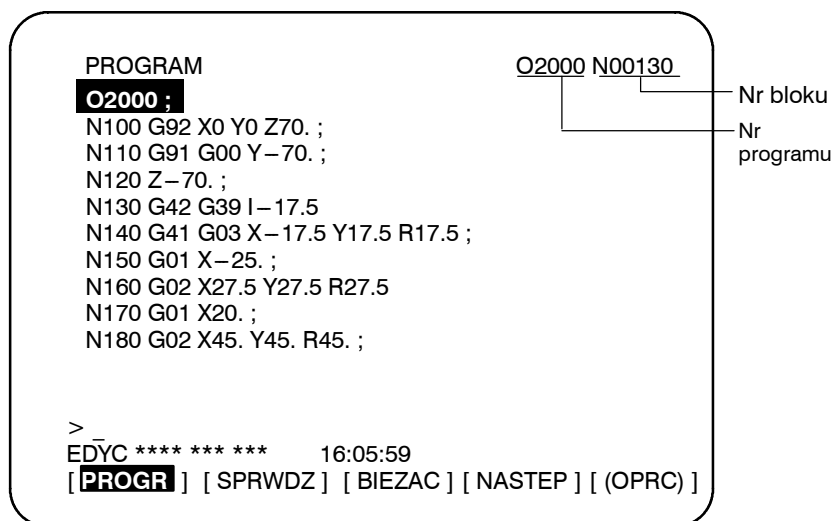 PROGRAM O2000 N00130
Nr bloku
O2000 ;
Nr programu
N100 G92 X0 Y0 Z70. ;
N110 G91 G00 Y–70. ;
N120 Z–70. ;
N130 G42 G39 I–17.5
N140 G41 G03 X–17.5 Y17.5 R17.5 ;
N150 G01 X–25. ;
N160 G02 X27.5 Y27.5 R27.5
N170 G01 X20. ;
N180 G02 X45. Y45. R45. ;
> _
EDYC **** *** *** 16:05:59
[ PROGR ] [ SPRWDZ ] [ BIEZAC ] [ NASTEP ] [ (OPRC) ]